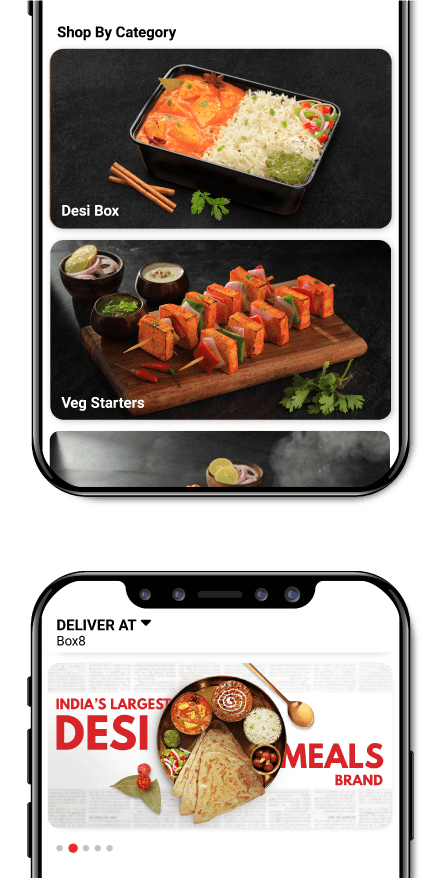 Shop By Category
Desi Box
Veg Starters
DELIVER AT
Box8
INDIA'S LARGEST
DESI
MEALS
BRAND